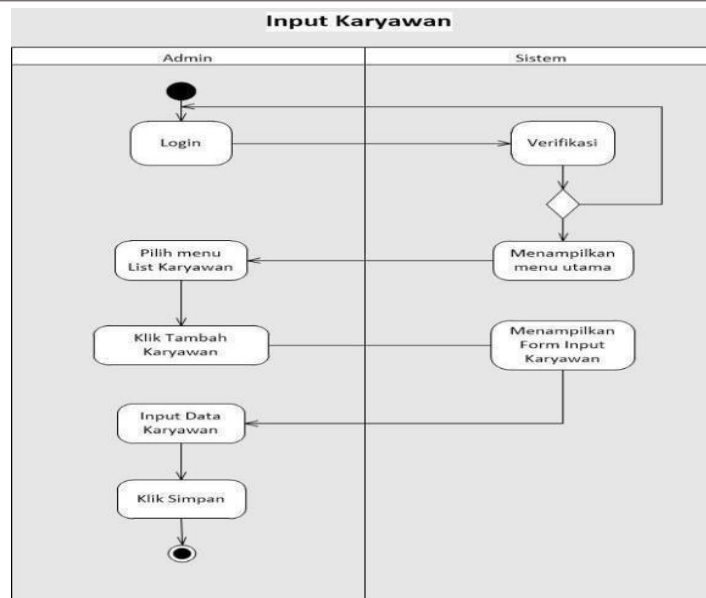 Input Karyawan
Admin
Sistem
Login
Verifikasi
Pilih menu
List Karyawan
Menampilkan
menu utama
Klik Tambah
Karyawan
Menampilkan
Form Input
Karyawan
Input Data
Karyawan
Klik Simpan